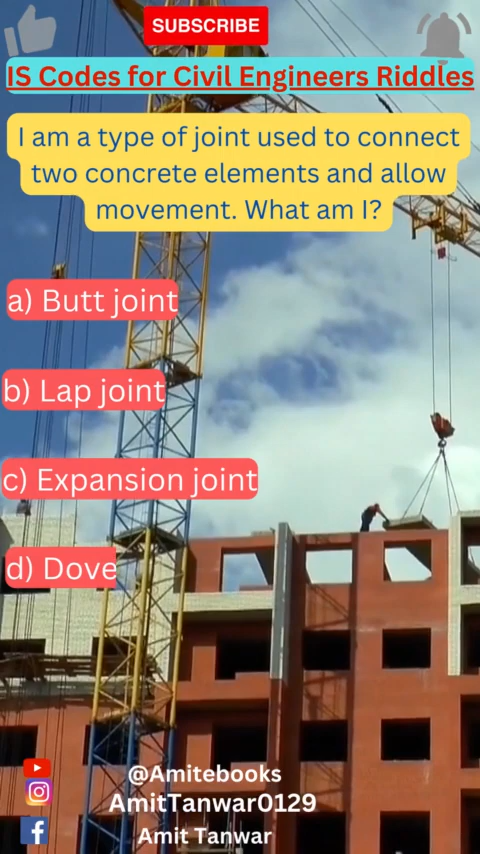 SUBSCRIBE
IS Codes for Civil Engineers Riddles
I am a type of joint used to connect
two concrete elements and allow
movement. What am I?
a) Butt joint
b) Lap joint
c) Expansion joint
d) Dove
@Amitebooks
AmitTanwar0129
Amit Tanwar